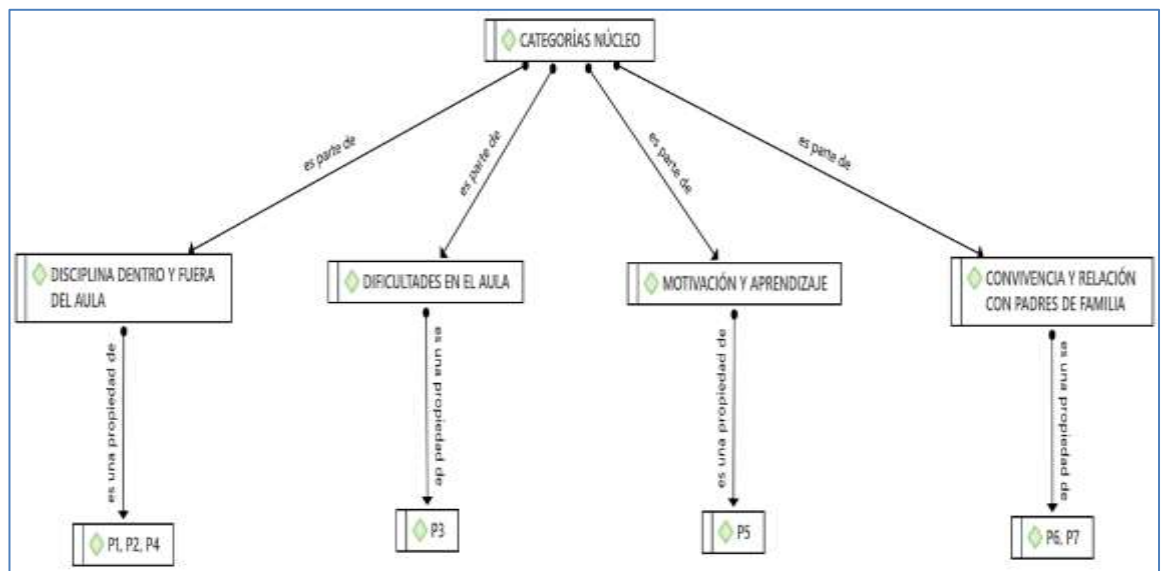 CATEGORÍAS NÚCLEO
es parte de
es parte de
es parte de
es parte de
DISCIPLINA DENTRO Y FUERA
DEL AULA
DIFICULTADES EN EL AULA
MOTIVACIÓN Y APRENDIZAJE
CONVIVENCIA Y RELACIÓN
CON PADRES DE FAMILIA
es una propiedad de
es una propiedad de
es una propiedad de
es una propiedad de
P1, P2, P4
P3
P5
P6, P7